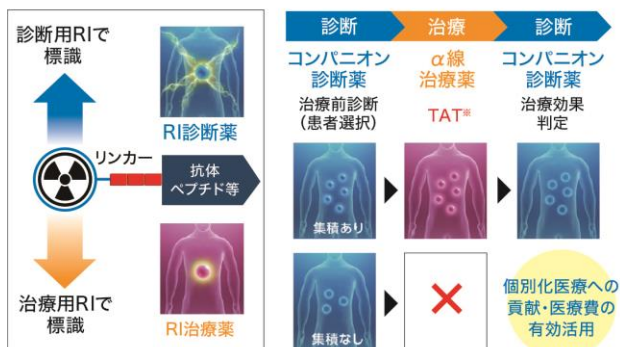 診断用RIで
標識
RI診断薬
リンカー
抗体
ペプチド等
治療用RIで
標識
RI治療薬
診断
治療
診断
コンパニオン
診断薬
α線
治療薬
コンパニオン
診断薬
治療前診断
(患者選択)
TAT※
治療効果
判定
集積あり
集積なし
個別化医療への
貢献・医療費の
有効活用